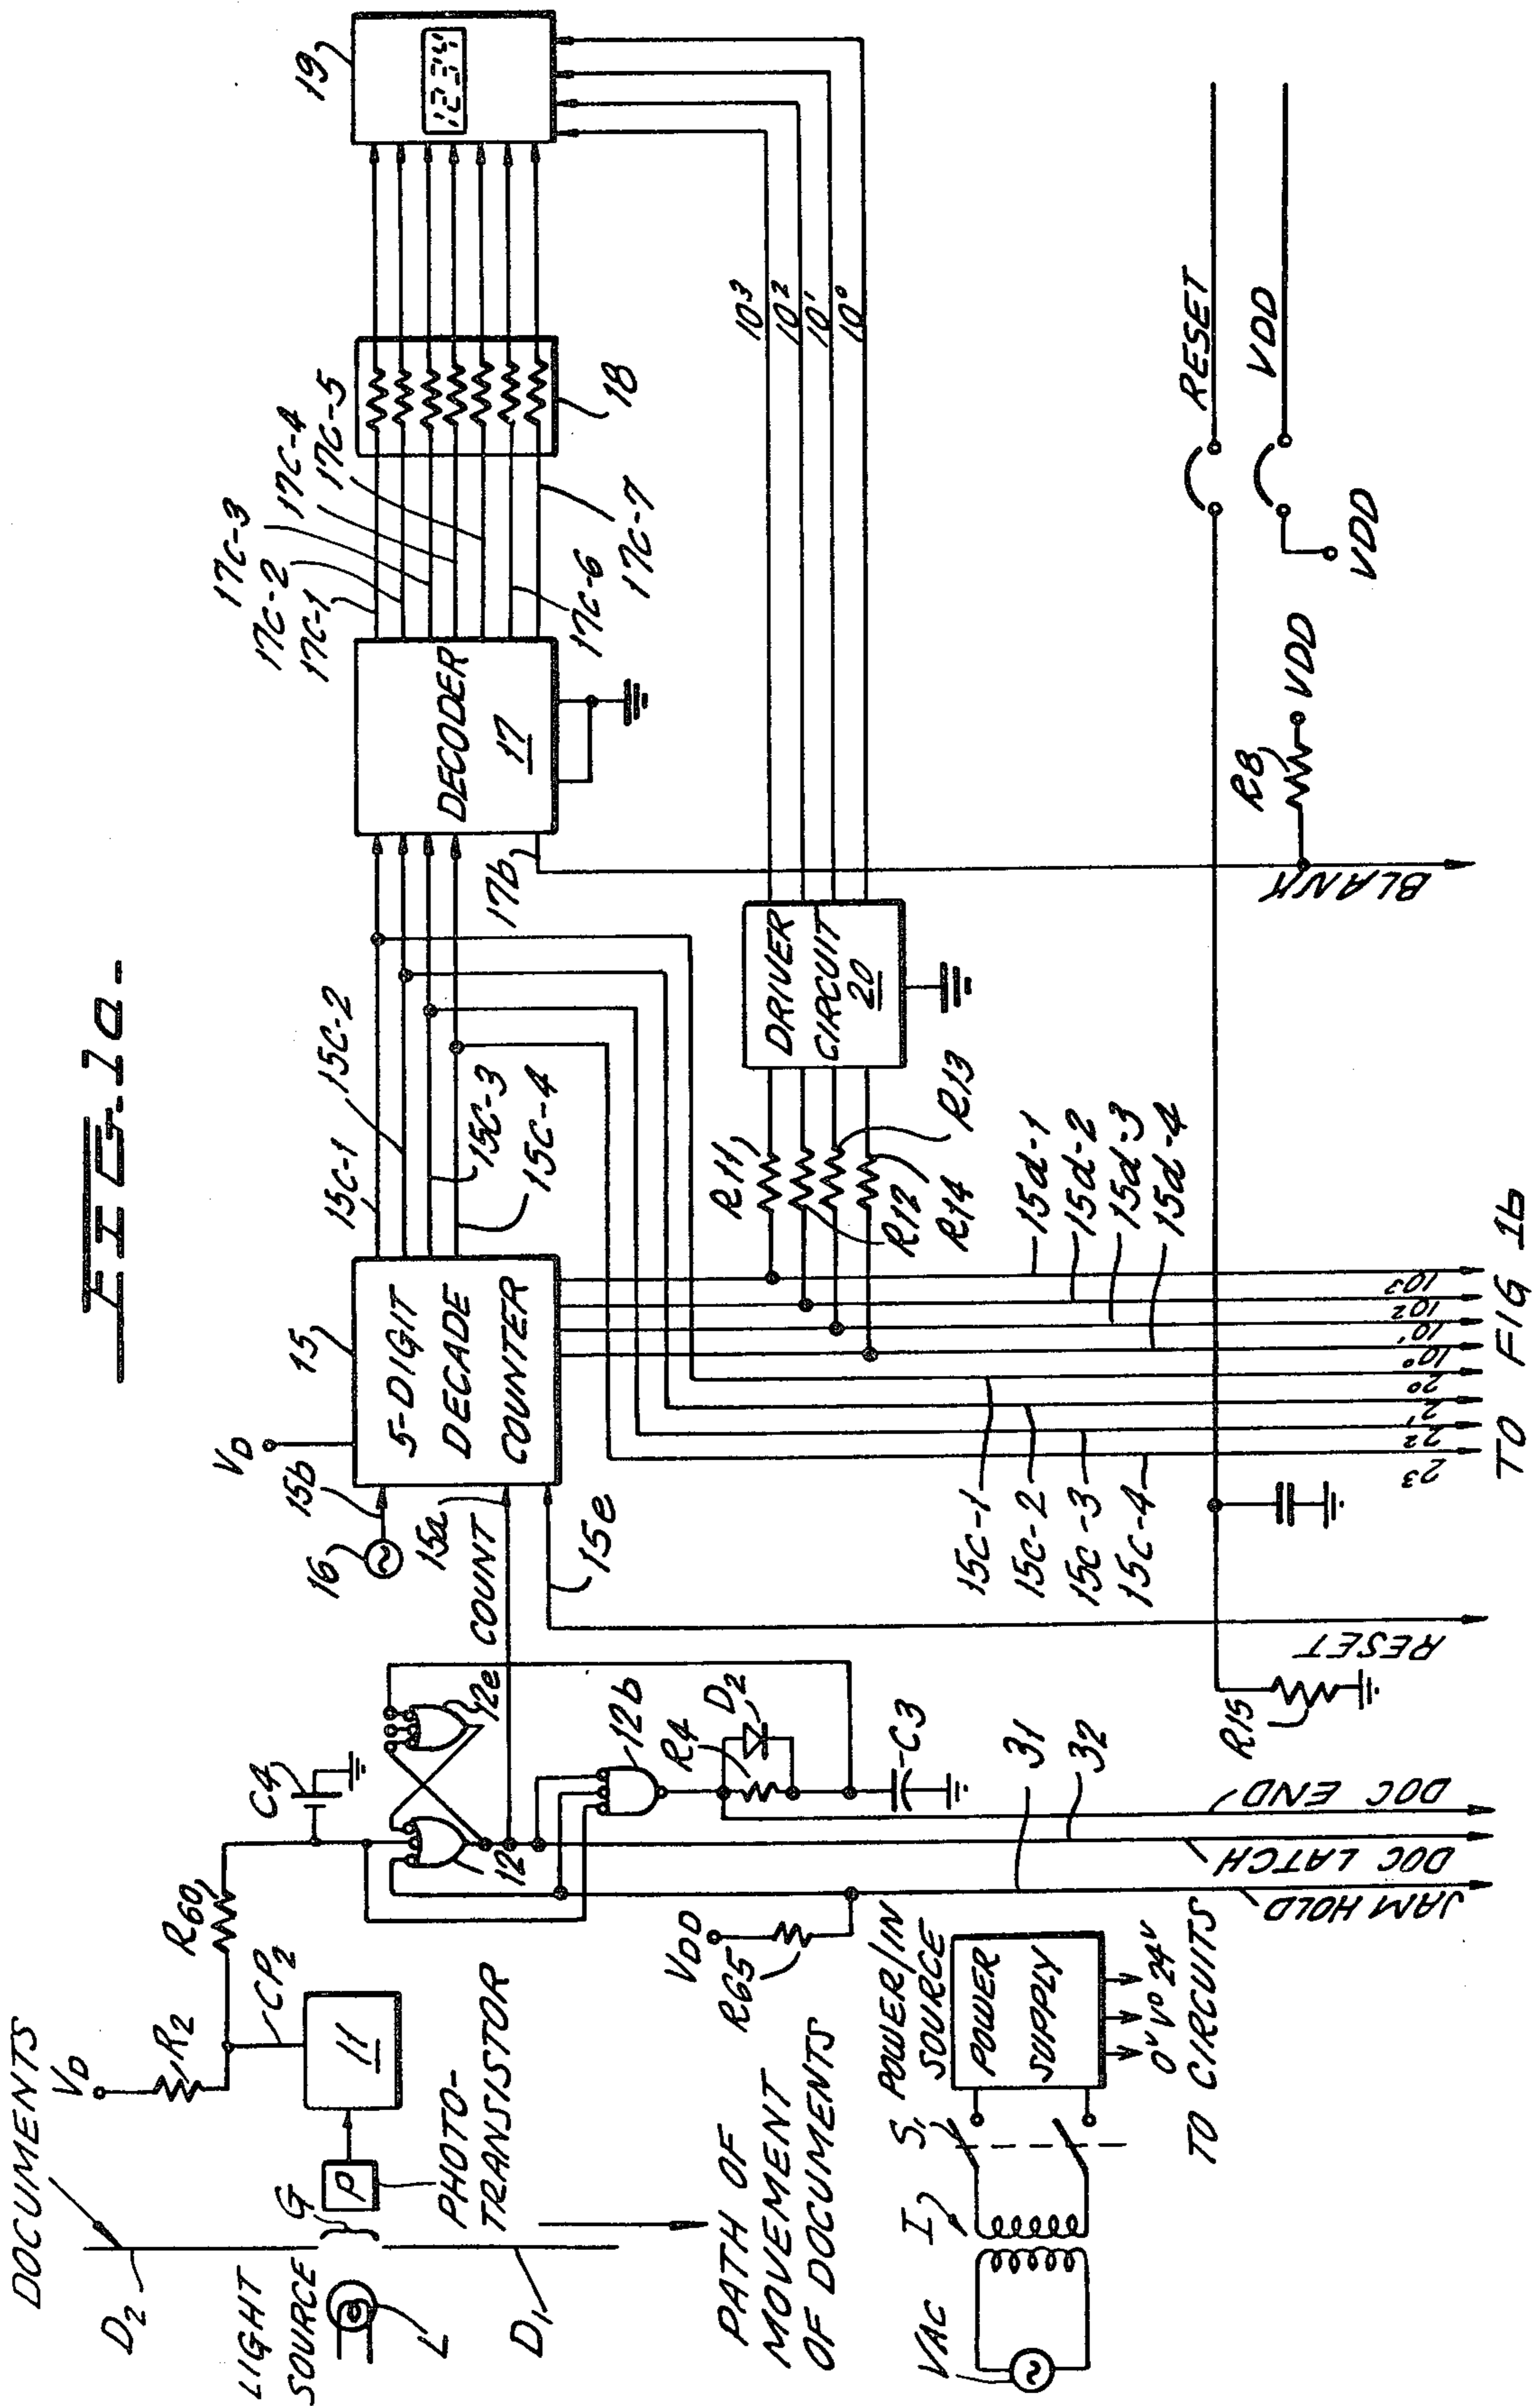 FIG-1a-
DOCUMENTS
D2
VD
R2
CP2
R60
C4
LIGHT
SOURCE
G
P
11
L
D1
PHOTO-
TRANSISTOR
PATH OF
MOVEMENT
OF DOCUMENTS
12
12e
12b
R4
D2
C3
VDD
R65
31
32
JAM HOLD
DOC LATCH
DOC END
RESET
VAC
I
S1
POWER/IN
SOURCE
POWER
SUPPLY
0V V0 24V
TO CIRCUITS
16
15b
VD
15
5-DIGIT
DECADE
COUNTER
15a
COUNT
15e
15C-1
15C-2
15C-3
15C-4
DECODER
17
17b
17C-1
17C-2
17C-3
17C-4
17C-5
17C-6
17C-7
18
19
1234
R11
R12
R13
R14
DRIVER
CIRCUIT
20
10³
10²
10¹
10⁰
15C-1
15C-2
15C-3
15C-4
15d-1
15d-2
15d-3
15d-4
2³
2²
2¹
2⁰
10⁰
10¹
10²
10³
TO FIG 1b
R15
BLANK
R8
VDD
RESET
VDD
VDD